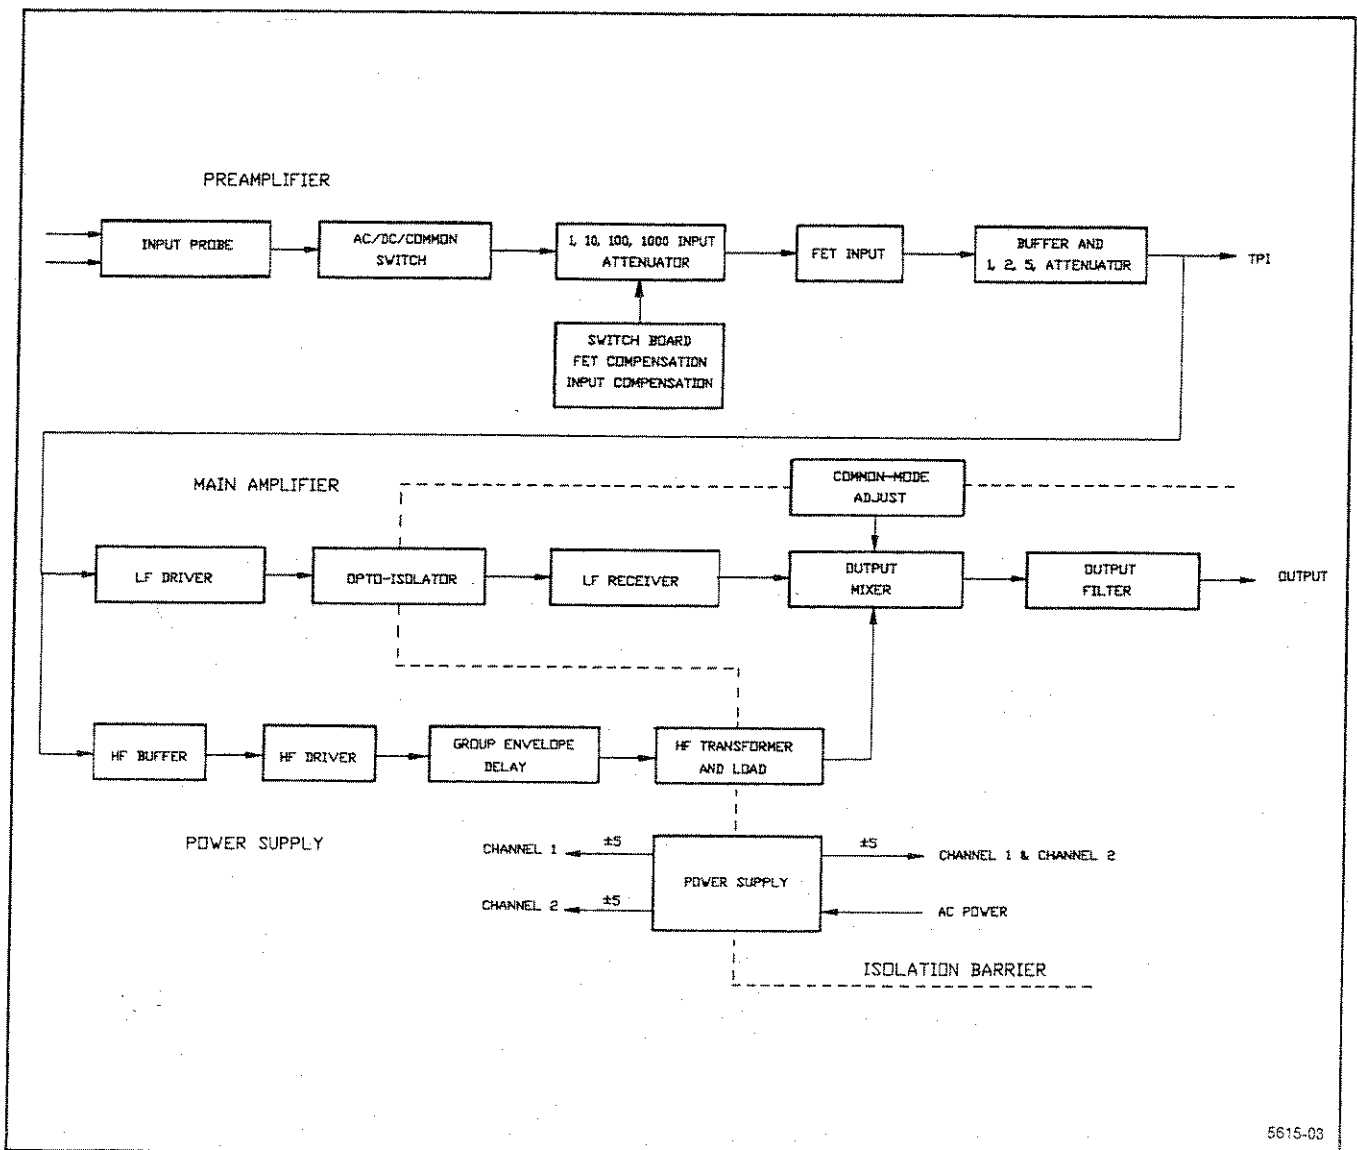 PREAMPLIFIER
INPUT PROBE
AC/DC/COMMON
SWITCH
1, 10, 100, 1000 INPUT
ATTENUATOR
FET INPUT
BUFFER AND
1, 2, 5, ATTENUATOR
TP1
SWITCH BOARD
FET COMPENSATION
INPUT COMPENSATION
MAIN AMPLIFIER
COMMON-MODE
ADJUST
LF DRIVER
OPTO-ISOLATOR
LF RECEIVER
OUTPUT
MIXER
OUTPUT
FILTER
OUTPUT
HF BUFFER
HF DRIVER
GROUP ENVELOPE
DELAY
HF TRANSFORMER
AND LOAD
POWER SUPPLY
CHANNEL 1
±5
CHANNEL 2
±5
POWER SUPPLY
±5
CHANNEL 1 & CHANNEL 2
AC POWER
ISOLATION BARRIER
5615-03